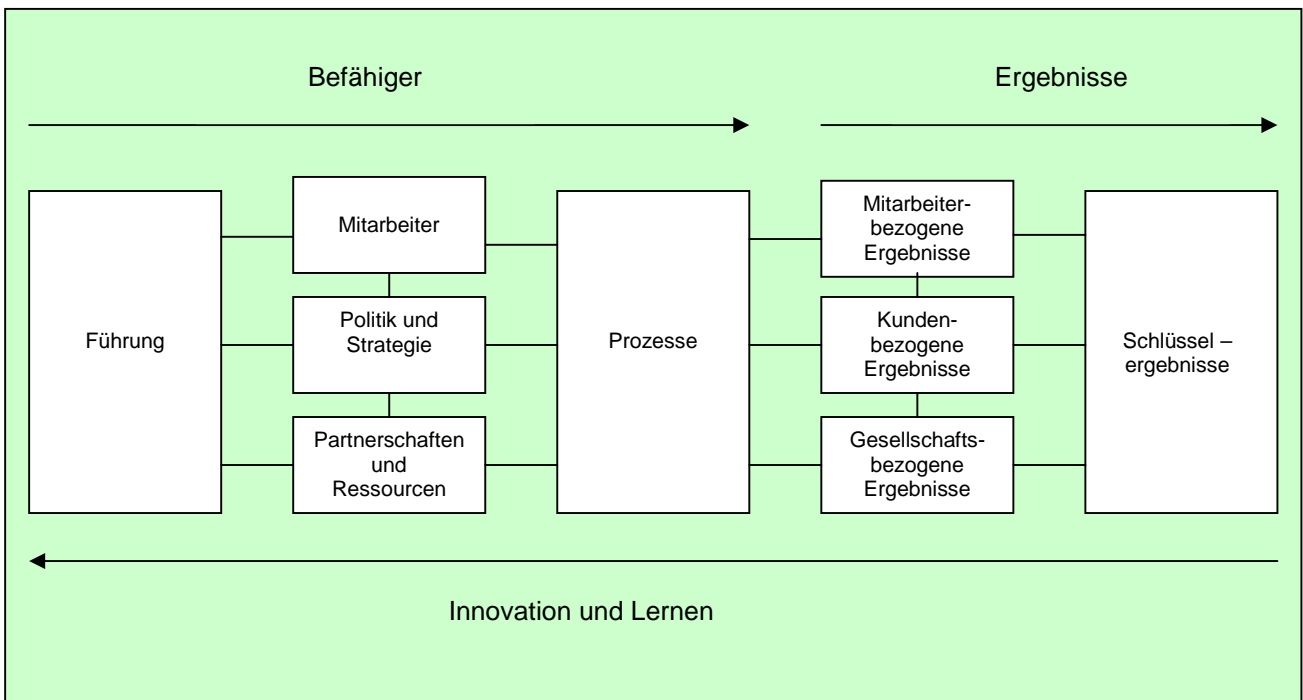 Befähiger
Ergebnisse
Führung
Mitarbeiter
Politik und
Strategie
Partnerschaften
und
Ressourcen
Prozesse
Mitarbeiter-
bezogene
Ergebnisse
Kunden-
bezogene
Ergebnisse
Gesellschafts-
bezogene
Ergebnisse
Schlüssel –
ergebnisse
Innovation und Lernen